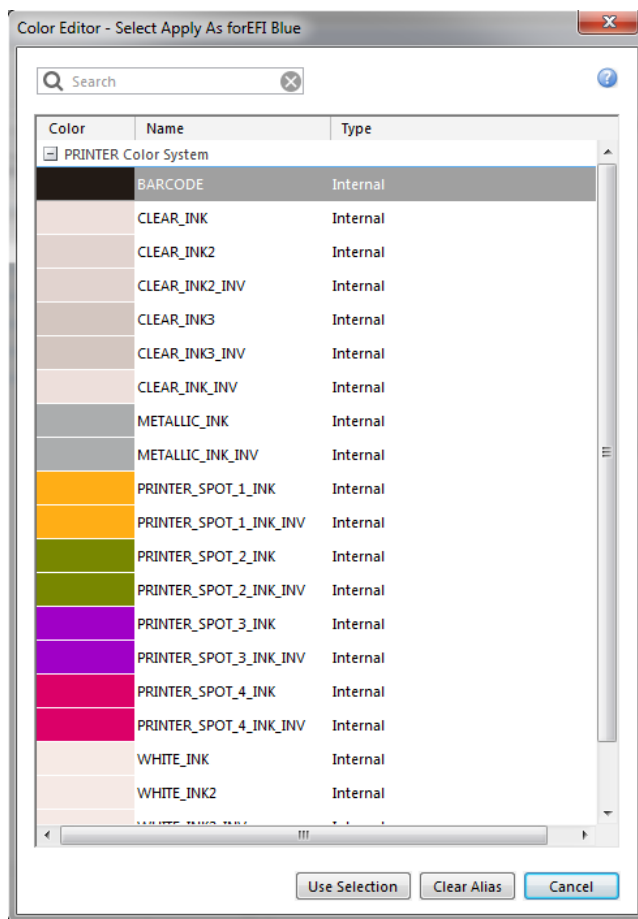 Color Editor - Select Apply As forEFI Blue
Search
Color Name Type
PRINTER Color System
BARCODE Internal
CLEAR_INK Internal
CLEAR_INK2 Internal
CLEAR_INK2_INV Internal
CLEAR_INK3 Internal
CLEAR_INK3_INV Internal
CLEAR_INK_INV Internal
METALLIC_INK Internal
METALLIC_INK_INV Internal
PRINTER_SPOT_1_INK Internal
PRINTER_SPOT_1_INK_INV Internal
PRINTER_SPOT_2_INK Internal
PRINTER_SPOT_2_INK_INV Internal
PRINTER_SPOT_3_INK Internal
PRINTER_SPOT_3_INK_INV Internal
PRINTER_SPOT_4_INK Internal
PRINTER_SPOT_4_INK_INV Internal
WHITE_INK Internal
WHITE_INK2 Internal
Use Selection Clear Alias Cancel